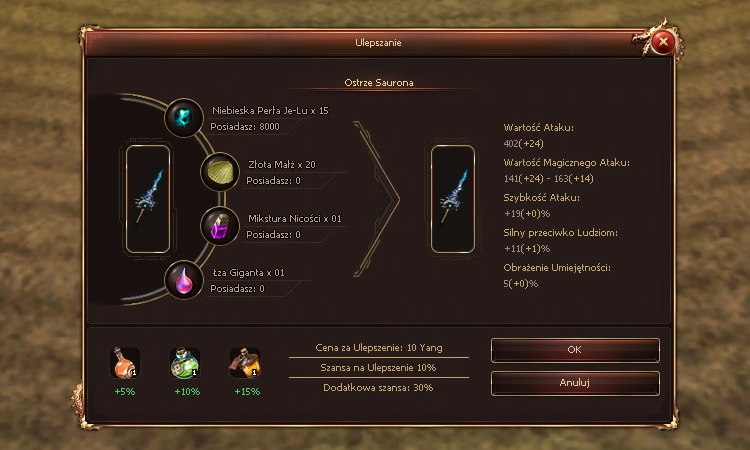 Ulepszanie
Ostrze Saurona
Niebieska Perła Je-Lu x 15
Posiadasz: 8000
Złota Małż x 20
Posiadasz: 0
Mikstura Nicości x 01
Posiadasz: 0
Łza Giganta x 01
Posiadasz: 0
Wartość Ataku:
402(+24)
Wartość Magicznego Ataku:
141(+24) - 163(+14)
Szybkość Ataku:
+19(+0)%
Silny przeciwko Ludziom:
+11(+1)%
Obrażenie Umiejętności:
5(+0)%
1
1
1
+5%
+10%
+15%
Cena za Ulepszenie: 10 Yang
Szansa na Ulepszenie 10%
Dodatkowa szansa: 30%
OK
Anuluj